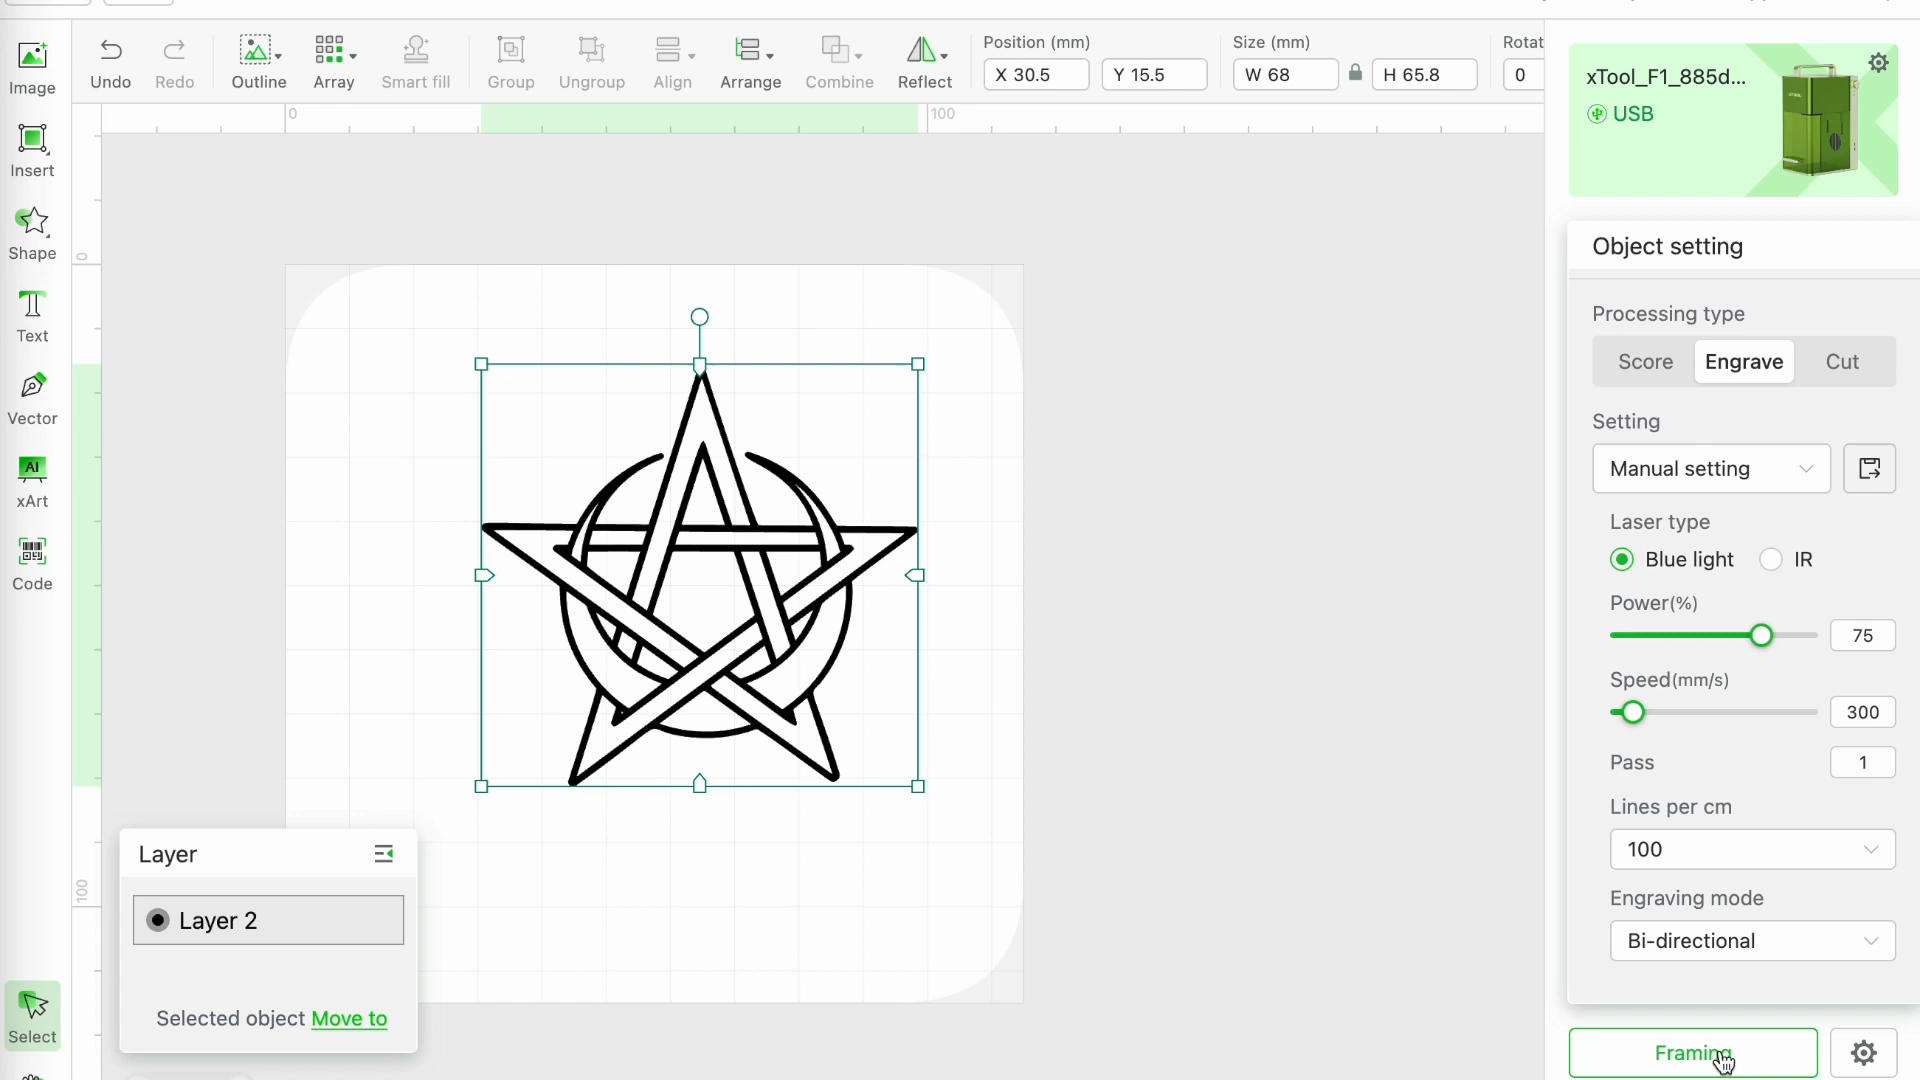 Image
Insert
Shape
Text
Vector
AI
xArt
Code
Select
Undo
Redo
Outline
Array
Smart fill
Group
Ungroup
Align
Arrange
Combine
Reflect
Position (mm)
X 30.5
Y 15.5
Size (mm)
W 68
H 65.8
Rotat
0
0
100
0
100
Layer
Layer 2
Selected object Move to
xTool_F1_885d...
USB
Object setting
Processing type
Score
Engrave
Cut
Setting
Manual setting
Laser type
Blue light
IR
Power(%)
75
Speed(mm/s)
300
Pass
1
Lines per cm
100
Engraving mode
Bi-directional
Framing